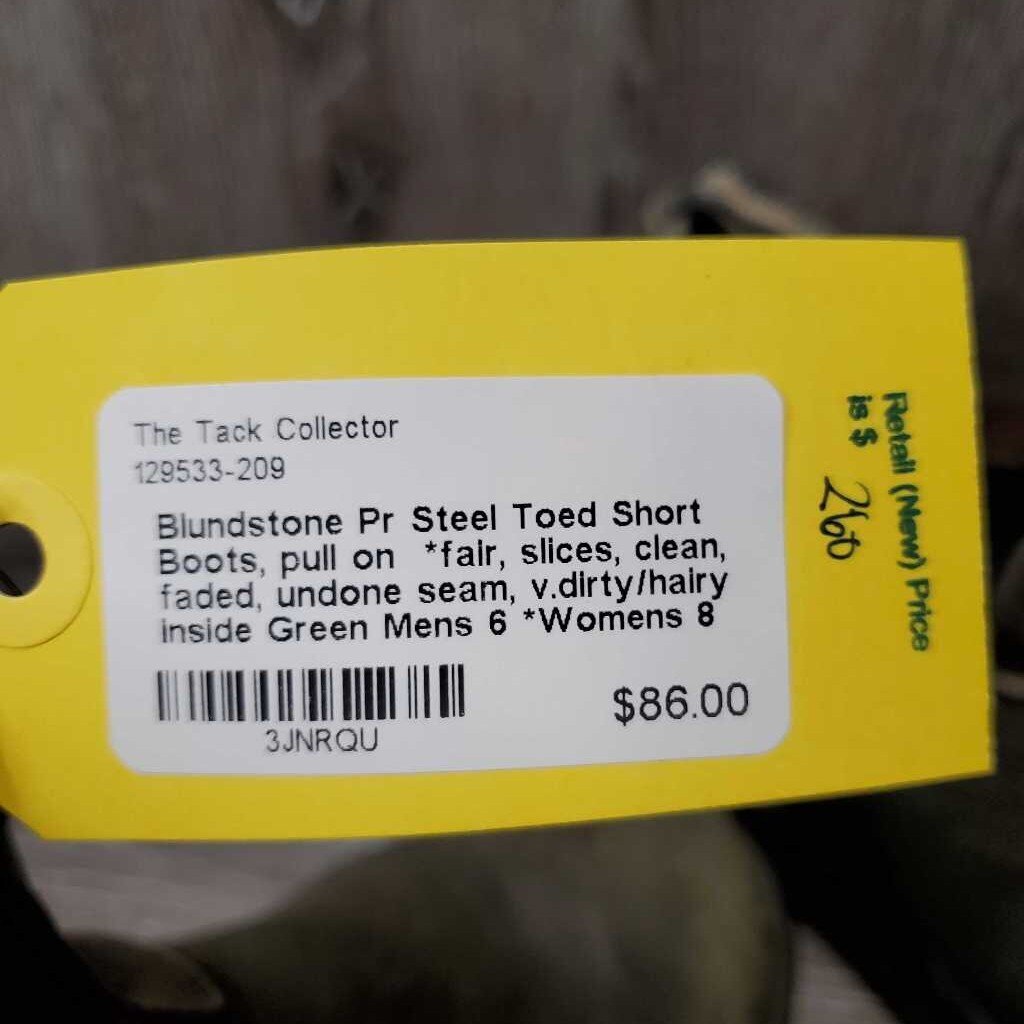 The Tack Collector
129533-209
Blundstone Pr Steel Toed Short
Boots, pull on *fair, slices, clean,
faded, undone seam, v.dirty/hairy
inside Green Mens 6 *Womens 8
$86.00
3JNRQU
Retail (New) Price
is $ 260